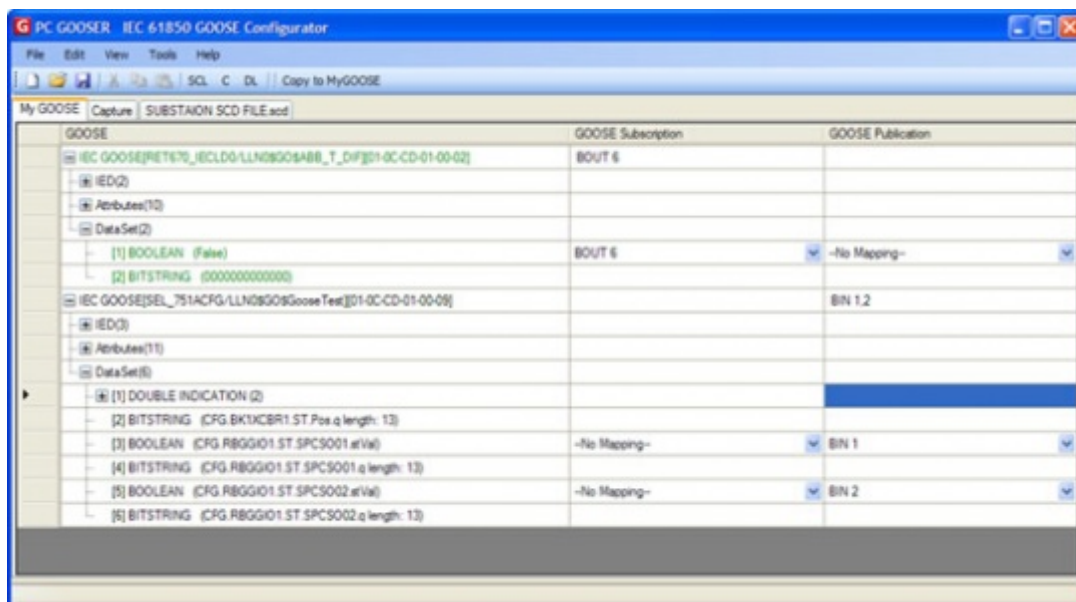 G PC GOOSER IEC 61850 GOOSE Configurator
File Edit View Tools Help
SCL C DL Copy to MyGOOSE
My GOOSE Capture SUBSTAION SCD FILE.scd
GOOSE GOOSE Subscription GOOSE Publication
IEC GOOSE[RET670_IECLD0/LLN0$GO$ABB_T_DIF][01-0C-CD-01-00-02] BOUT 6
IED(2)
Attributes(10)
DataSet(2)
[1] BOOLEAN (False) BOUT 6 --No Mapping--
[2] BITSTRING (0000000000000)
IEC GOOSE[SEL_751ACFG/LLN0$GO$GooseTest][01-0C-CD-01-00-09] BIN 1,2
IED(3)
Attributes(11)
DataSet(6)
[1] DOUBLE INDICATION (2)
[2] BITSTRING (CFG.BK1XCBR1.ST.Pos.q length: 13)
[3] BOOLEAN (CFG.RBGGIO1.ST.SPCSO01.stVal) --No Mapping-- BIN 1
[4] BITSTRING (CFG.RBGGIO1.ST.SPCSO01.q length: 13)
[5] BOOLEAN (CFG.RBGGIO1.ST.SPCSO02.stVal) --No Mapping-- BIN 2
[6] BITSTRING (CFG.RBGGIO1.ST.SPCSO02.q length: 13)